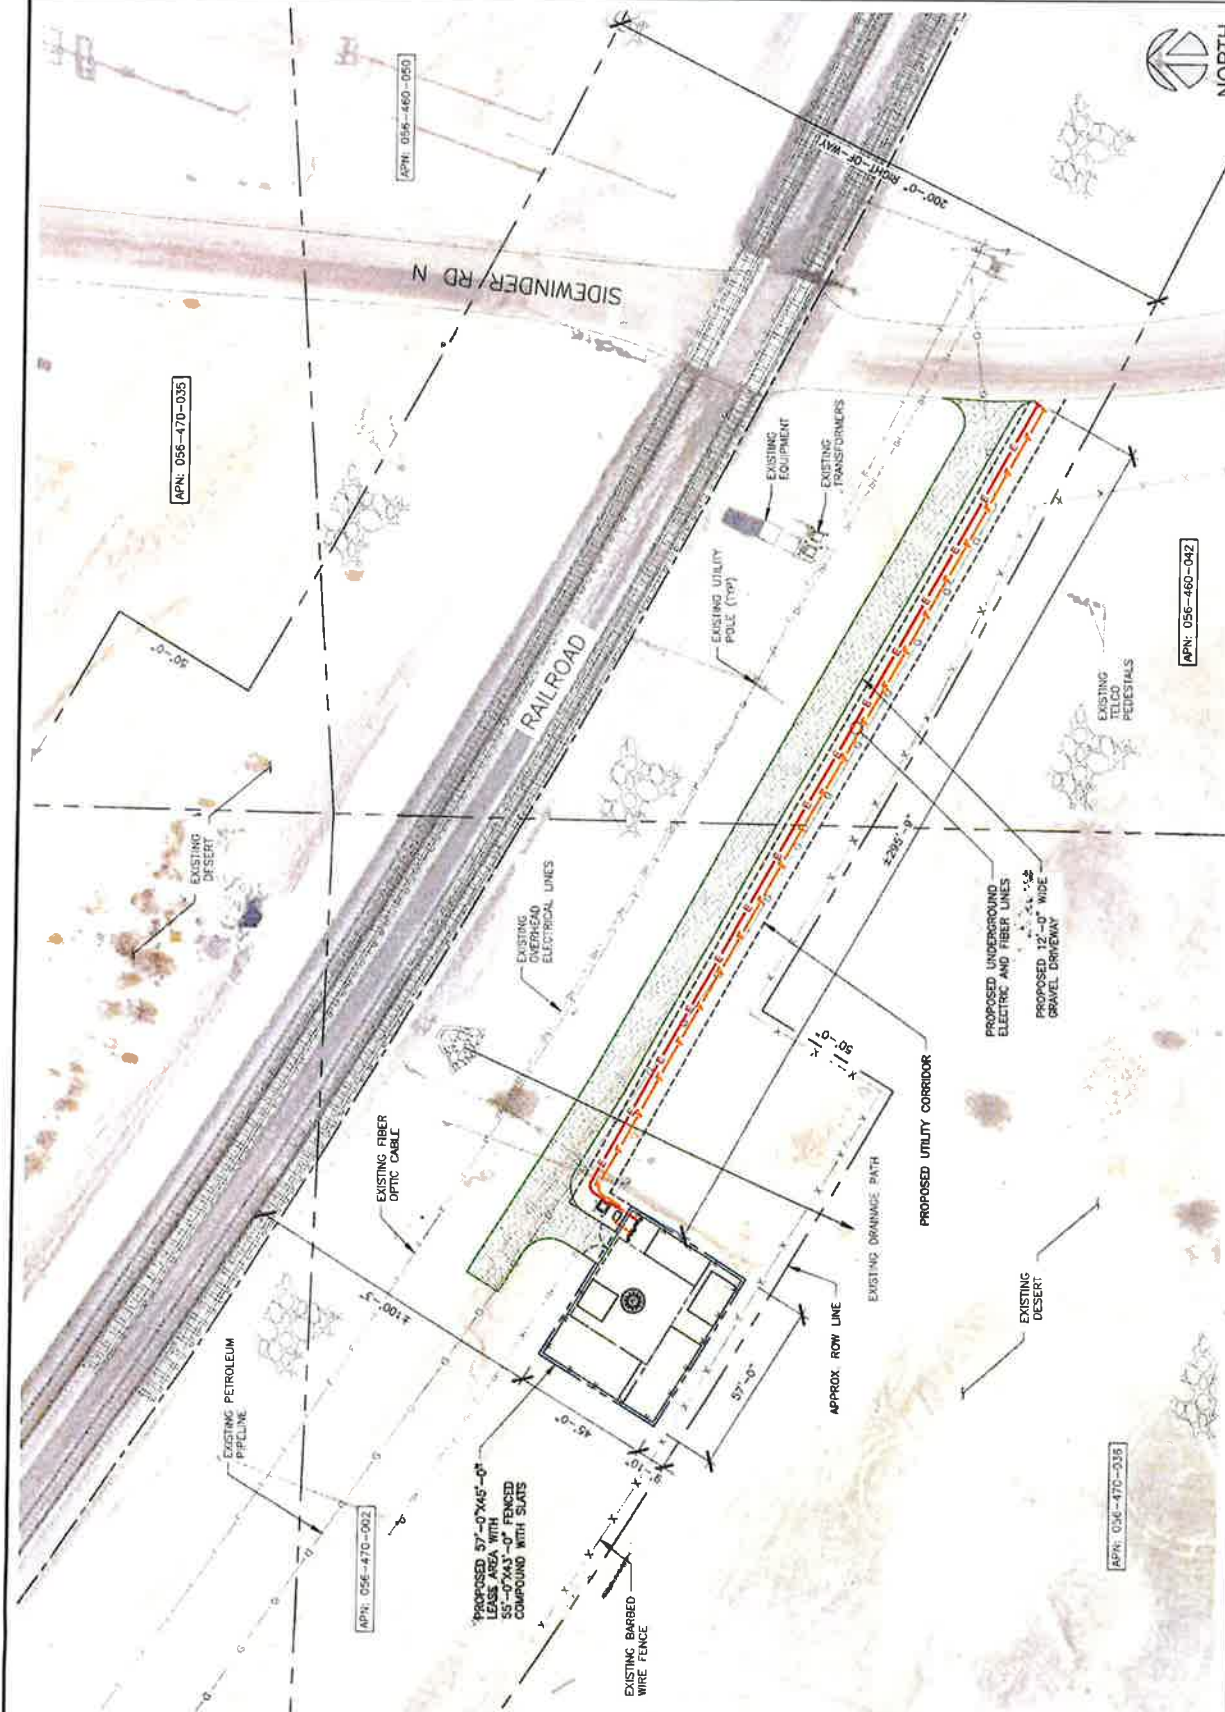 NORTH
APN: 056-460-050
SIDEWINDER RD N
200'-0" RIGHT-OF-WAY
APN: 056-470-035
50'-0"
EXISTING
DESERT
RAILROAD
EXISTING
EQUIPMENT
EXISTING
TRANSFORMERS
EXISTING UTILITY
POLE (TYP)
EXISTING
OVERHEAD
ELECTRICAL LINES
EXISTING FIBER
OPTIC CABLE
EXISTING PETROLEUM
PIPELINE
APN: 056-470-002
±100'-3"
45'-0"
9'-10"
57'-0"
PROPOSED 57'-0"X45'-0"
LEASE AREA WITH
55'-0"X43'-0" FENCED
COMPOUND WITH SLATS
EXISTING BARBED
WIRE FENCE
APN: 056-460-042
EXISTING
TELCO
PEDESTALS
±295'-9"
PROPOSED UNDERGROUND
ELECTRIC AND FIBER LINES
PROPOSED 12'-0" WIDE
GRAVEL DRIVEWAY
50'-0"
PROPOSED UTILITY CORRIDOR
EXISTING DRAINAGE PATH
APPROX. ROW LINE
EXISTING
DESERT
APN: 056-470-036